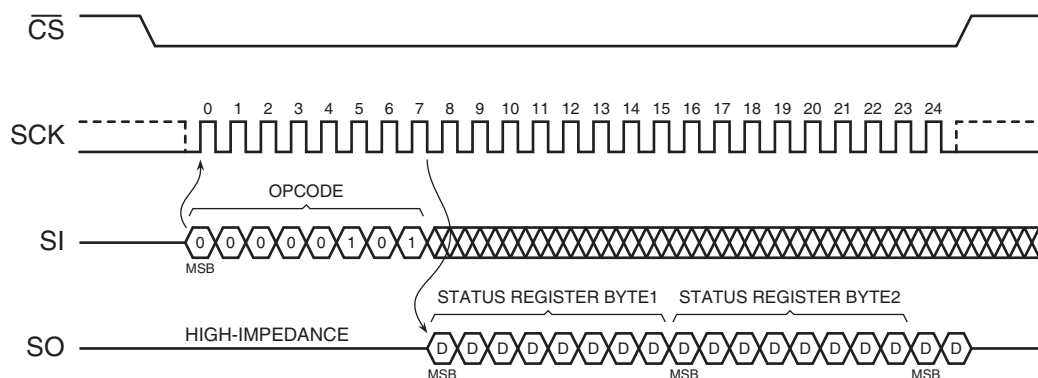 CS
SCK
0 1 2 3 4 5 6 7 8 9 10 11 12 13 14 15 16 17 18 19 20 21 22 23 24
OPCODE
SI
0 0 0 0 0 1 0 1
MSB
STATUS REGISTER BYTE1 STATUS REGISTER BYTE2
HIGH-IMPEDANCE
SO
D D D D D D D D D D D D D D D D D D
MSB MSB MSB